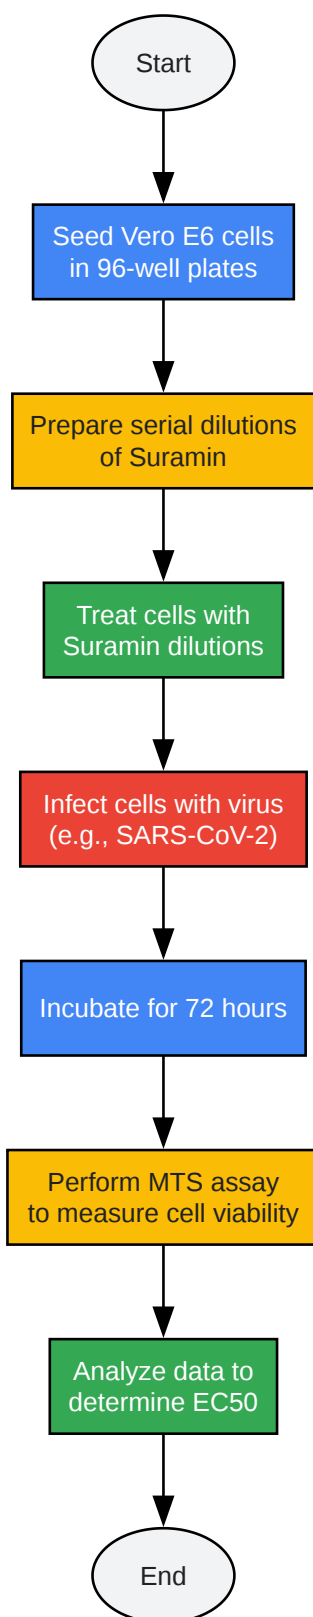 Start
Seed Vero E6 cells
in 96-well plates
Prepare serial dilutions
of Suramin
Treat cells with
Suramin dilutions
Infect cells with virus
(e.g., SARS-CoV-2)
Incubate for 72 hours
Perform MTS assay
to measure cell viability
Analyze data to
determine EC50
End